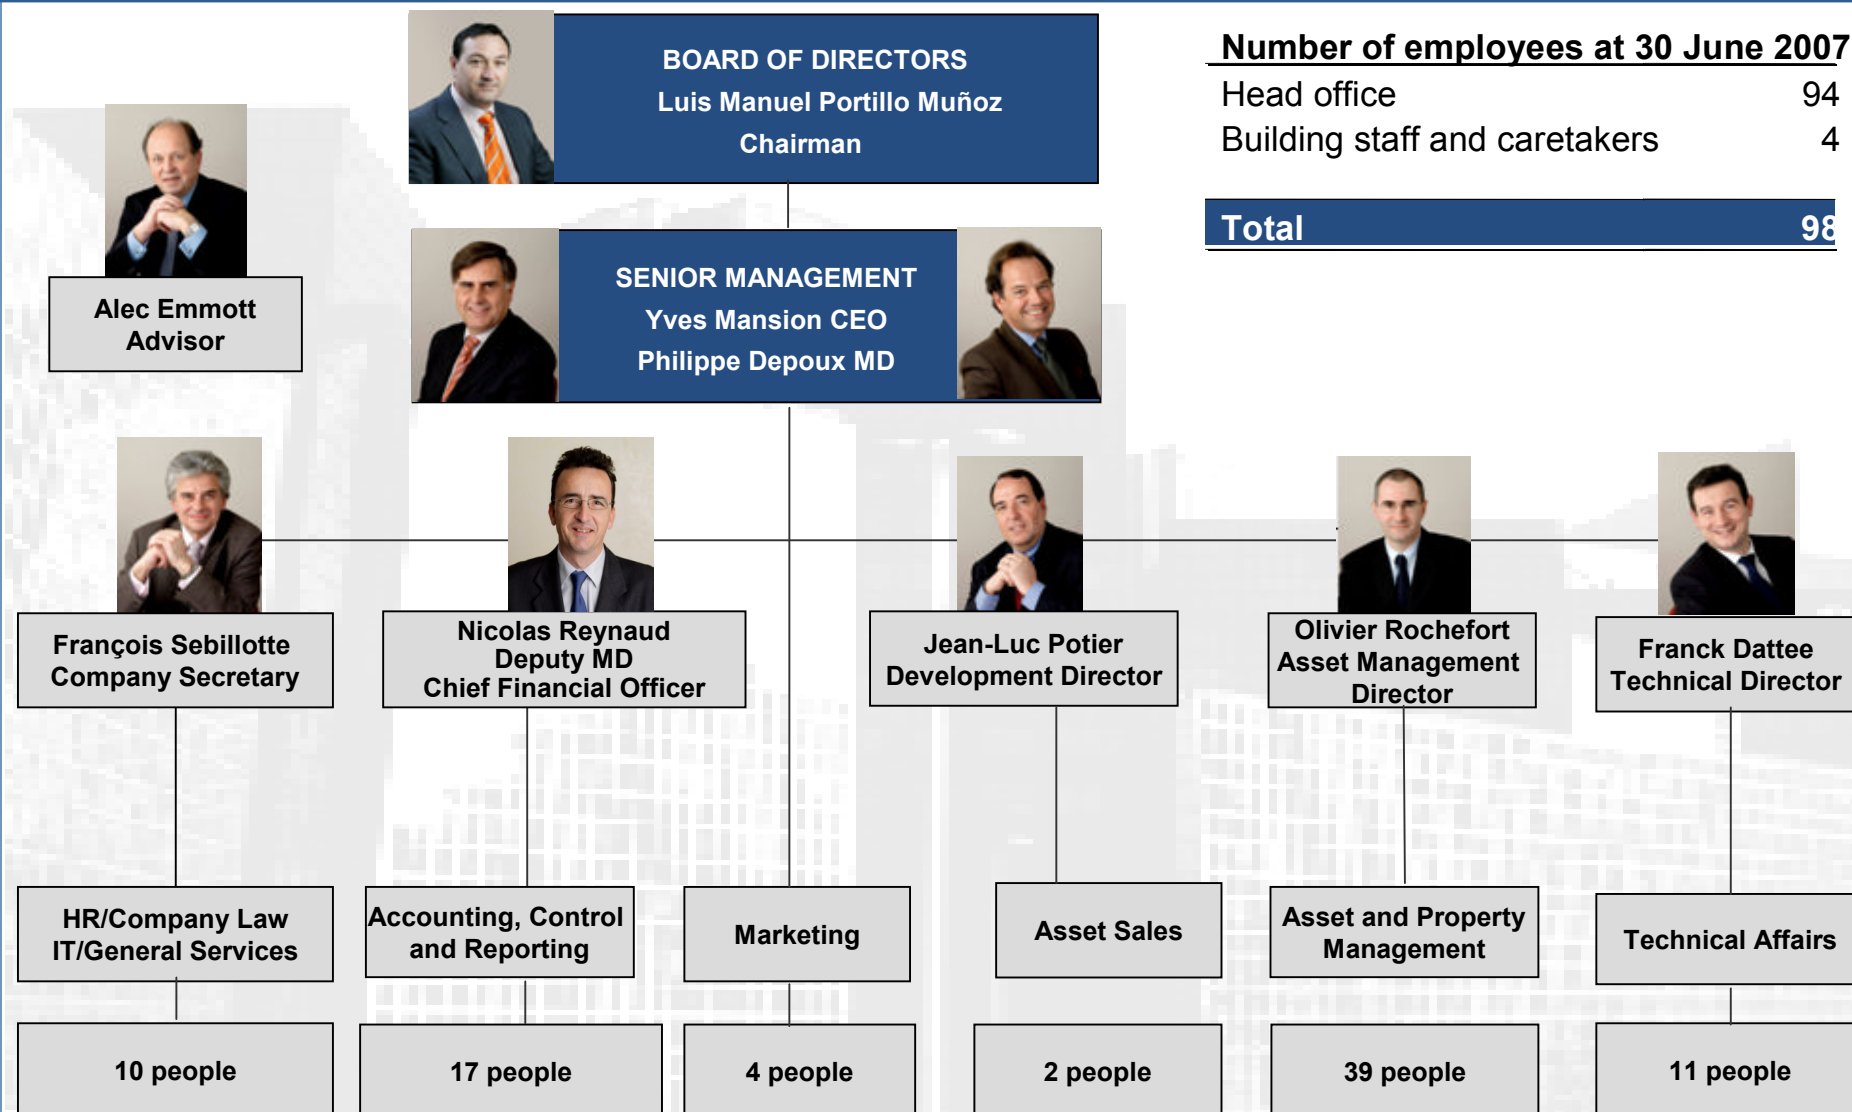 BOARD OF DIRECTORS
Luis Manuel Portillo Muñoz
Chairman
Number of employees at 30 June 2007
Head office 94
Building staff and caretakers 4
Total 98
Alec Emmott
Advisor
SENIOR MANAGEMENT
Yves Mansion CEO
Philippe Depoux MD
François Sebillotte
Company Secretary
Nicolas Reynaud
Deputy MD
Chief Financial Officer
Jean-Luc Potier
Development Director
Olivier Rochefort
Asset Management
Director
Franck Dattee
Technical Director
HR/Company Law
IT/General Services
Accounting, Control
and Reporting
Marketing
Asset Sales
Asset and Property
Management
Technical Affairs
10 people
17 people
4 people
2 people
39 people
11 people